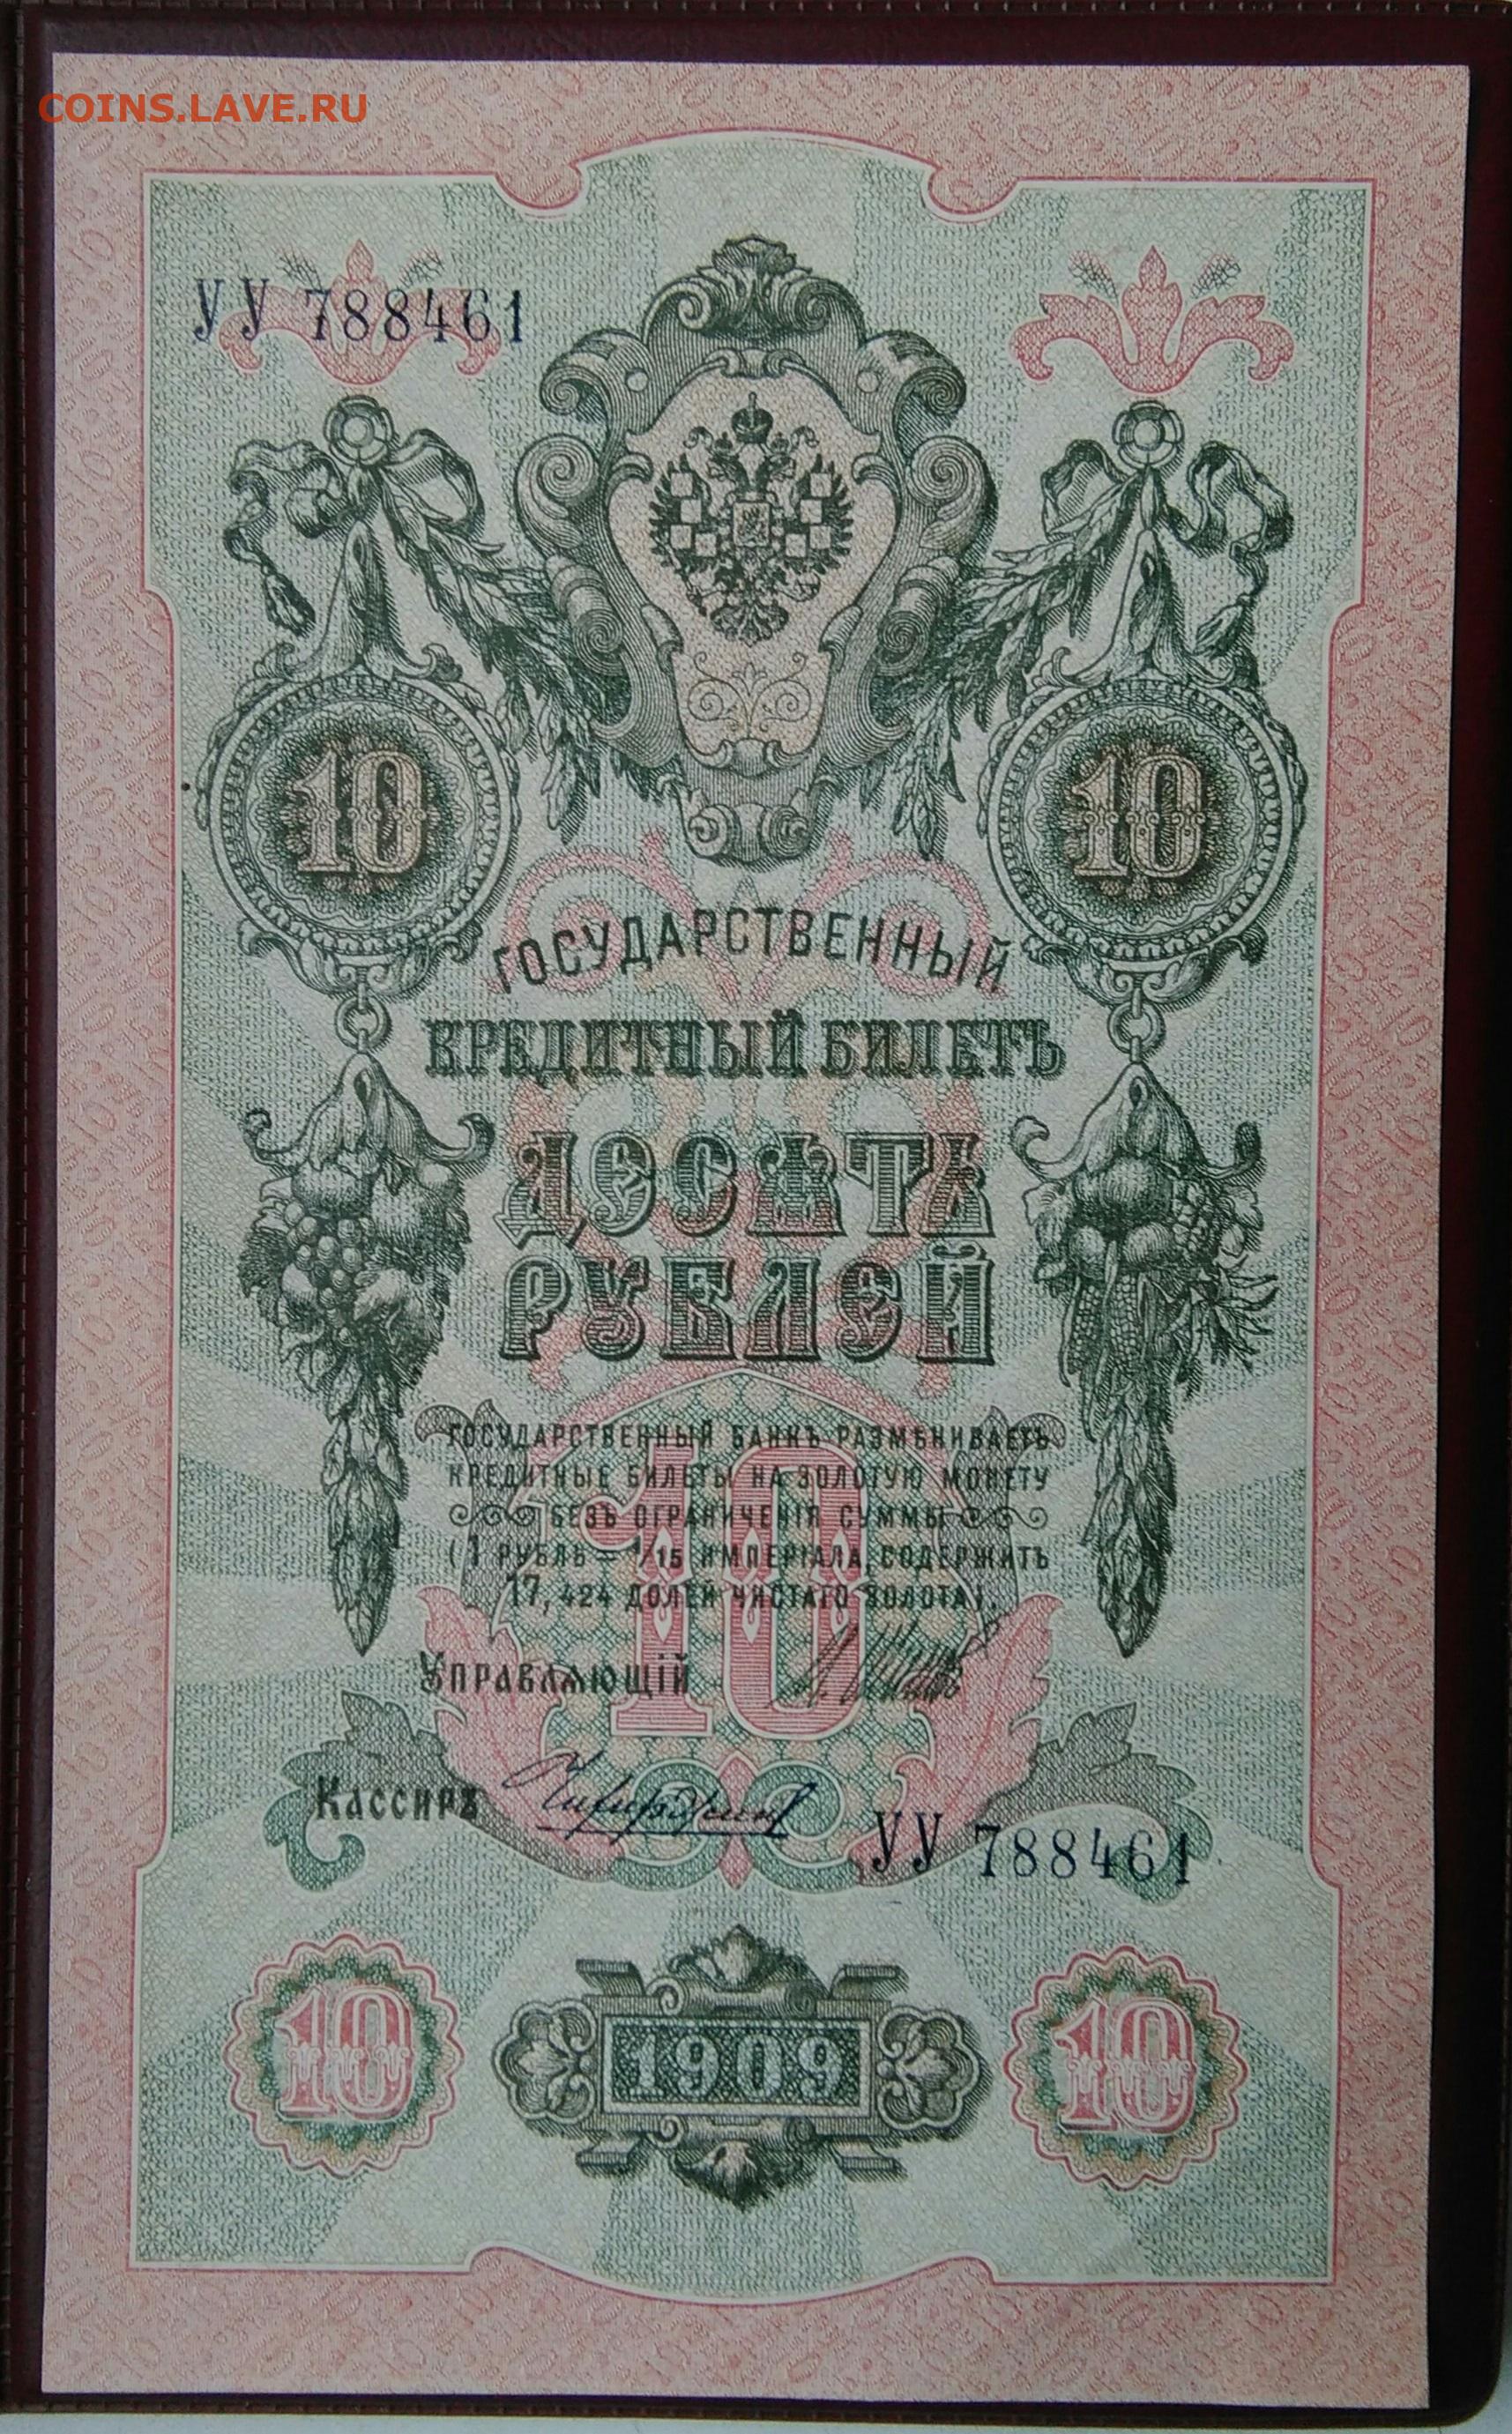 COINS.LAVE.RU
УУ 788461
10 10
ГОСУДАРСТВЕННЫЙ
КРЕДИТНЫЙ БИЛЕТЪ
ДЕСЯТЬ
РУБЛЕЙ
ГОСУДАРСТВЕННЫЙ БАНКЪ РАЗМѢНИВАЕТЪ
КРЕДИТНЫЕ БИЛЕТЫ НА ЗОЛОТУЮ МОНЕТУ
БЕЗЪ ОГРАНИЧЕНІЯ СУММЫ
(1 РУБЛЬ = 1/15 ИМПЕРІАЛА, СОДЕРЖИТЪ
17,424 ДОЛЕЙ ЧИСТАГО ЗОЛОТА).
10
УПРАВЛЯЮЩІЙ
КАССИРЪ
УУ 788461
10 1909 10